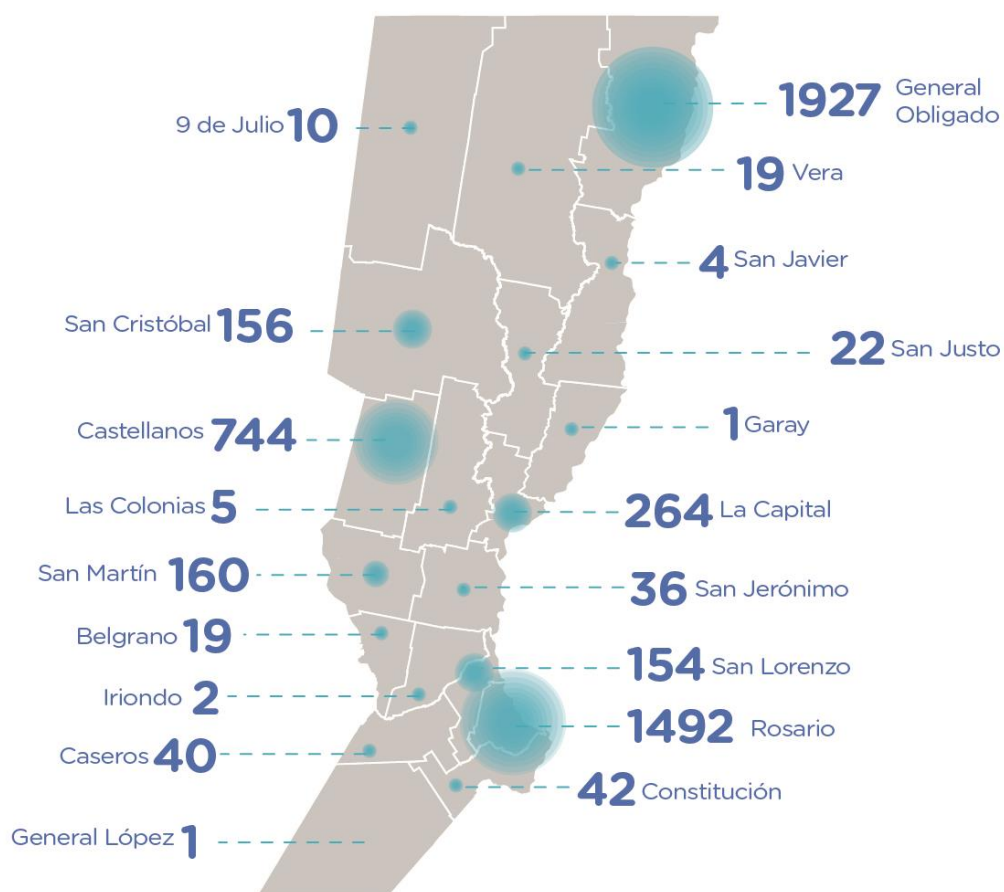 1927 General
Obligado
9 de Julio 10
19 Vera
4 San Javier
San Cristóbal 156
22 San Justo
Castellanos 744
1 Garay
Las Colonias 5
264 La Capital
San Martín 160
36 San Jerónimo
Belgrano 19
154 San Lorenzo
Iriondo 2
1492 Rosario
Caseros 40
42 Constitución
General López 1